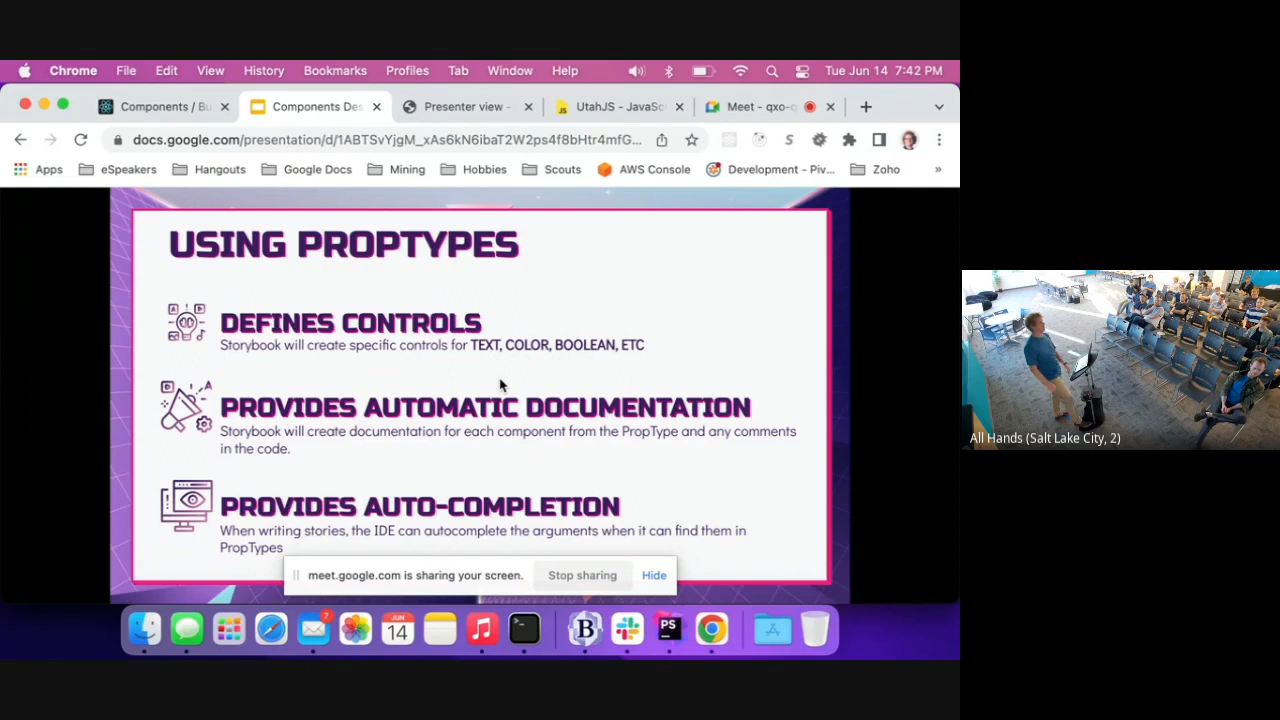 Chrome File Edit View History Bookmarks Profiles Tab Window Help Tue Jun 14 7:42 PM
Components / Bu Components Des Presenter view - UtahJS - JavaSc Meet - qxo-q
docs.google.com/presentation/d/1ABTSvYjgM_xAs6kN6ibaT2W2ps4f8bHtr4mfG...
Apps eSpeakers Hangouts Google Docs Mining Hobbies Scouts AWS Console Development - Piv... Zoho »
USING PROPTYPES
DEFINES CONTROLS
Storybook will create specific controls for TEXT, COLOR, BOOLEAN, ETC
PROVIDES AUTOMATIC DOCUMENTATION
Storybook will create documentation for each component from the PropType and any comments
in the code.
PROVIDES AUTO-COMPLETION
When writing stories, the IDE can autocomplete the arguments when it can find them in
PropTypes
meet.google.com is sharing your screen. Stop sharing Hide
7
JUN
14
B
PS
All Hands (Salt Lake City, 2)